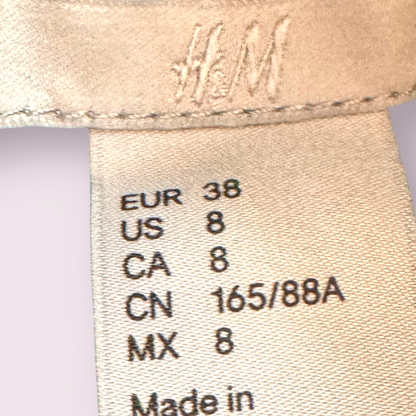 H&M
EUR 38
US 8
CA 8
CN 165/88A
MX 8
Made in